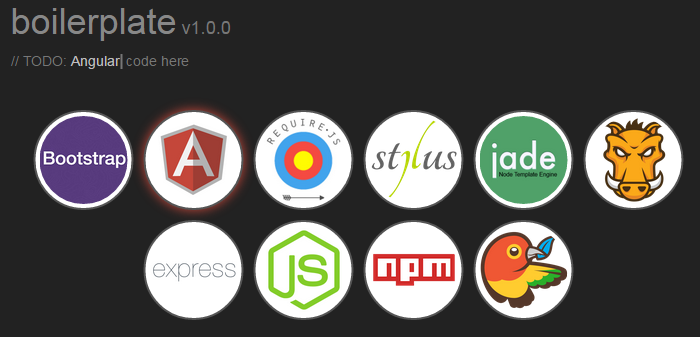 boilerplate v1.0.0
// TODO: Angular| code here
Bootstrap
A
REQUIRE.JS
stylus
jade
Node Template Engine
express
JS
npm